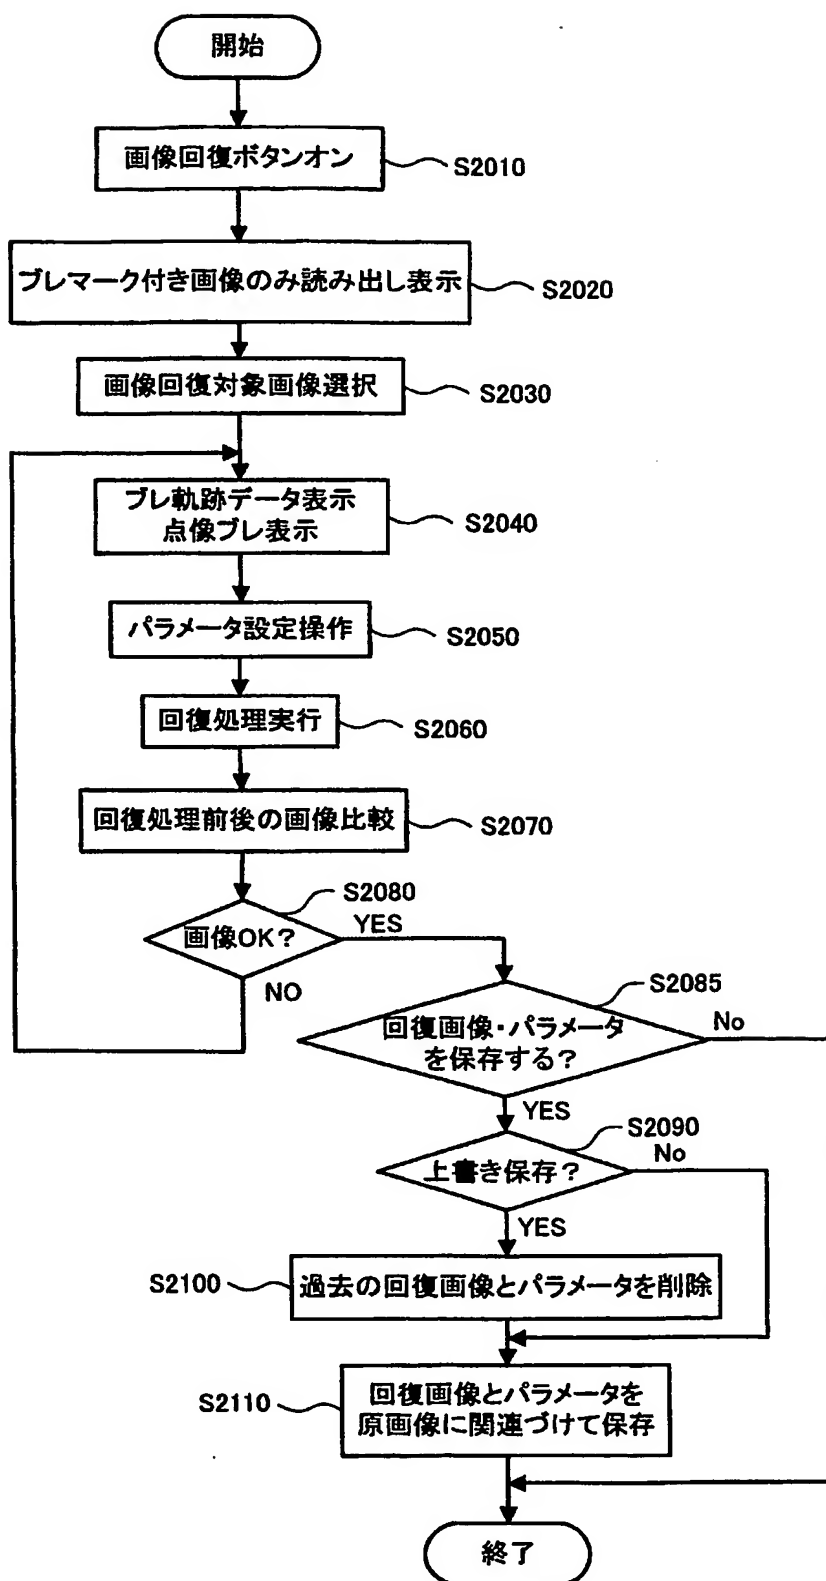 開始
画像回復ボタンオン
S2010
ブレマーク付き画像のみ読み出し表示
S2020
画像回復対象画像選択
S2030
ブレ軌跡データ表示
点像ブレ表示
S2040
パラメータ設定操作
S2050
回復処理実行
S2060
回復処理前後の画像比較
S2070
S2080
画像OK?
YES
NO
S2085
回復画像・パラメータ
を保存する?
No
YES
S2090
上書き保存?
No
YES
S2100
過去の回復画像とパラメータを削除
S2110
回復画像とパラメータを
原画像に関連づけて保存
終了